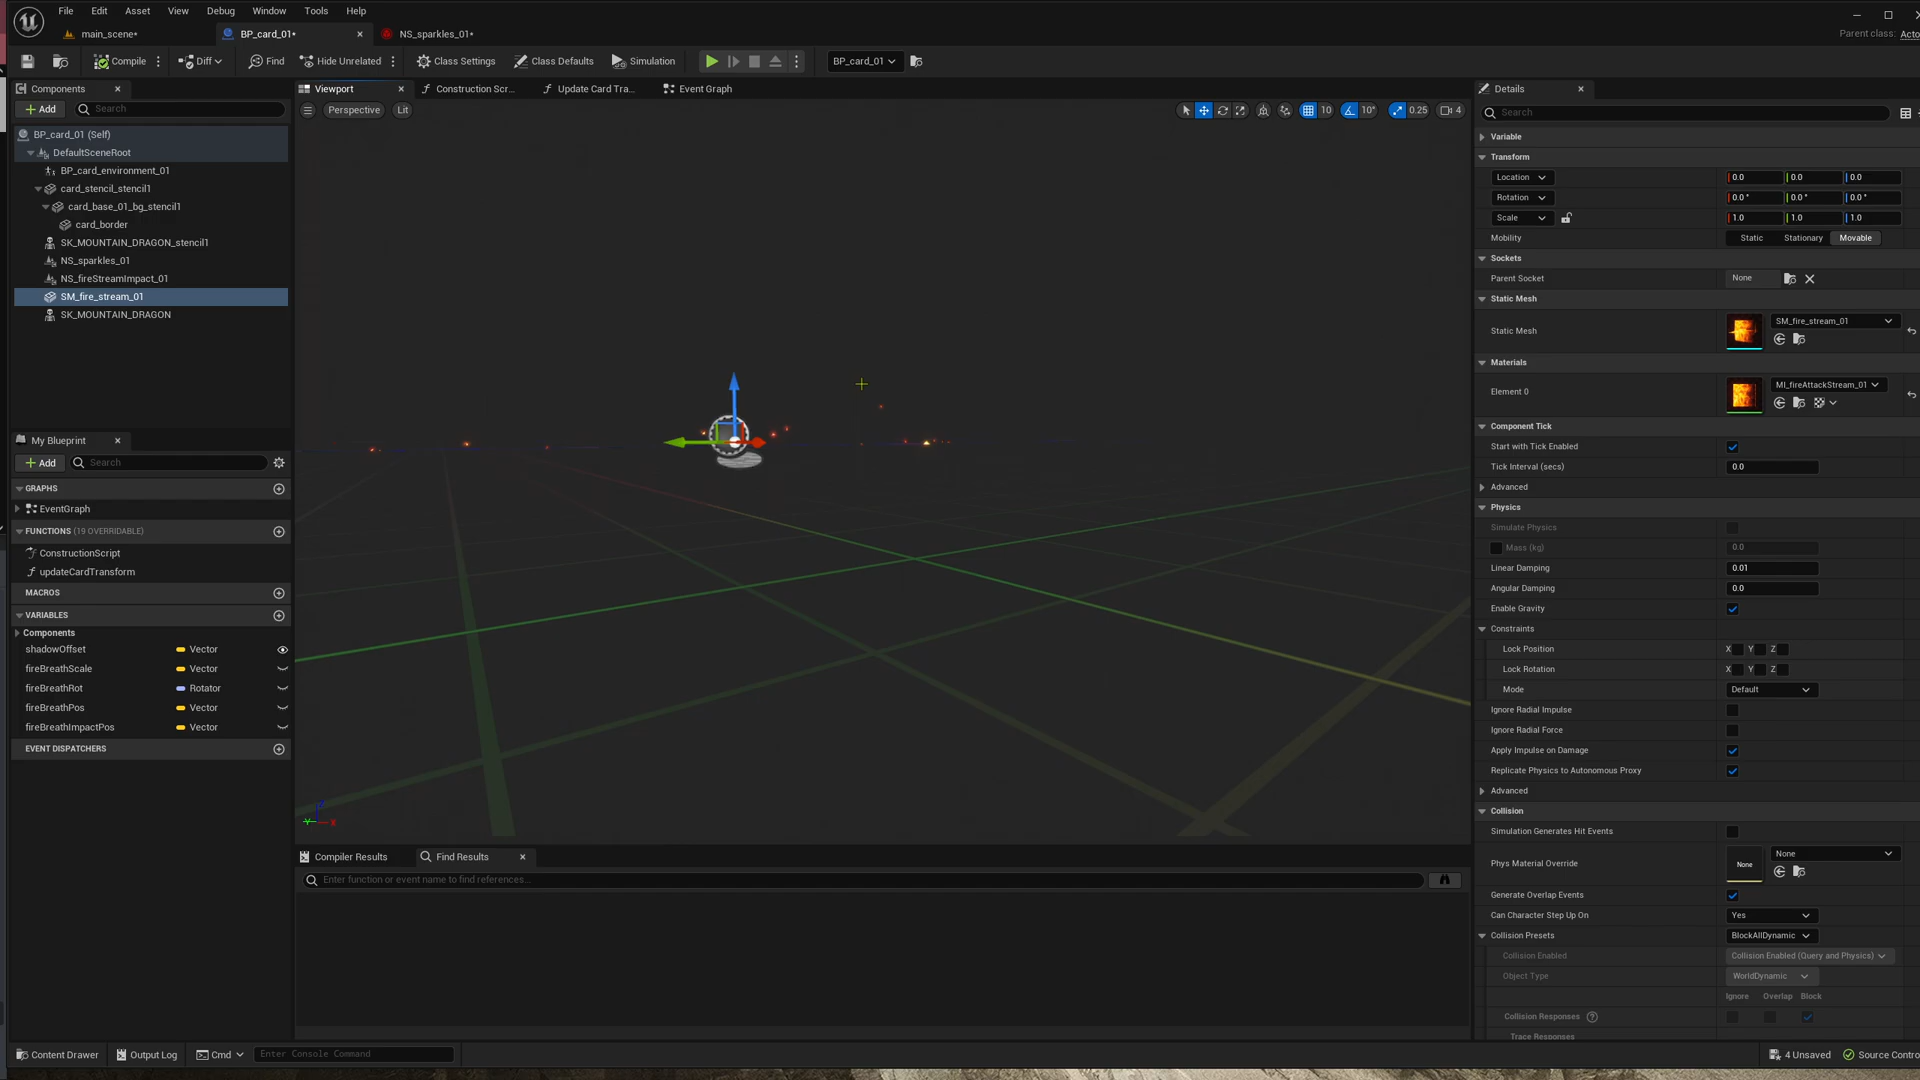 File Edit Asset View Debug Window Tools Help
main_scene* BP_card_01* NS_sparkles_01*
Parent class: Acto
Compile Diff Find Hide Unrelated Class Settings Class Defaults Simulation BP_card_01
Components
Add Search
BP_card_01 (Self)
DefaultSceneRoot
BP_card_environment_01
card_stencil_stencil1
card_base_01_bg_stencil1
card_border
SK_MOUNTAIN_DRAGON_stencil1
NS_sparkles_01
NS_fireStreamImpact_01
SM_fire_stream_01
SK_MOUNTAIN_DRAGON
My Blueprint
Add Search
GRAPHS
EventGraph
FUNCTIONS (19 OVERRIDABLE)
ConstructionScript
updateCardTransform
MACROS
VARIABLES
Components
shadowOffset Vector
fireBreathScale Vector
fireBreathRot Rotator
fireBreathPos Vector
fireBreathImpactPos Vector
EVENT DISPATCHERS
Viewport Construction Scr... Update Card Tra... Event Graph
Perspective Lit 10 10° 0.25 4
Z Y X
Compiler Results Find Results
Enter function or event name to find references...
Details
Search
Variable
Transform
Location 0.0 0.0 0.0
Rotation 0.0 ° 0.0 ° 0.0 °
Scale 1.0 1.0 1.0
Mobility Static Stationary Movable
Sockets
Parent Socket None
Static Mesh
Static Mesh SM_fire_stream_01
Materials
Element 0 MI_fireAttackStream_01
Component Tick
Start with Tick Enabled
Tick Interval (secs) 0.0
Advanced
Physics
Simulate Physics
Mass (kg) 0.0
Linear Damping 0.01
Angular Damping 0.0
Enable Gravity
Constraints
Lock Position X Y Z
Lock Rotation X Y Z
Mode Default
Ignore Radial Impulse
Ignore Radial Force
Apply Impulse on Damage
Replicate Physics to Autonomous Proxy
Advanced
Collision
Simulation Generates Hit Events
Phys Material Override None None
Generate Overlap Events
Can Character Step Up On Yes
Collision Presets BlockAllDynamic
Collision Enabled Collision Enabled (Query and Physics)
Object Type WorldDynamic
Ignore Overlap Block
Collision Responses ?
Trace Responses
Content Drawer Output Log Cmd Enter Console Command 4 Unsaved Source Contro